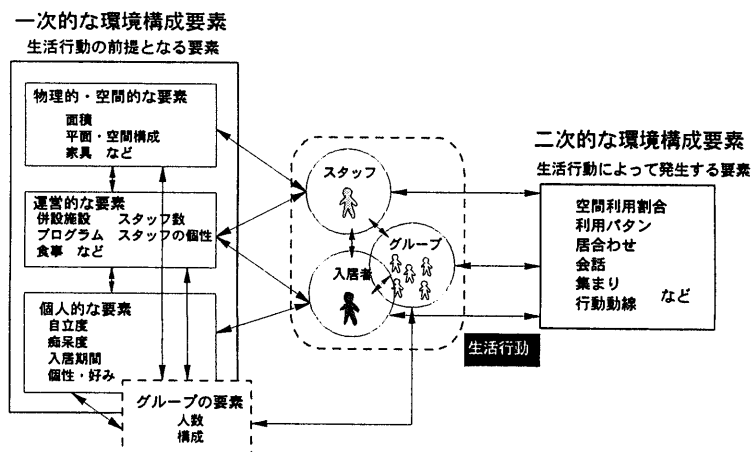 一次的な環境構成要素
生活行動の前提となる要素
物理的・空間的な要素
面積
平面・空間構成
家具 など
運営的な要素
併設施設 スタッフ数
プログラム スタッフの個性
食事 など
個人的な要素
自立度
痴呆度
入居期間
個性・好み
グループの要素
人数
構成
スタッフ
グループ
入居者
生活行動
二次的な環境構成要素
生活行動によって発生する要素
空間利用割合
利用パタン
居合わせ
会話
集まり
行動動線 など